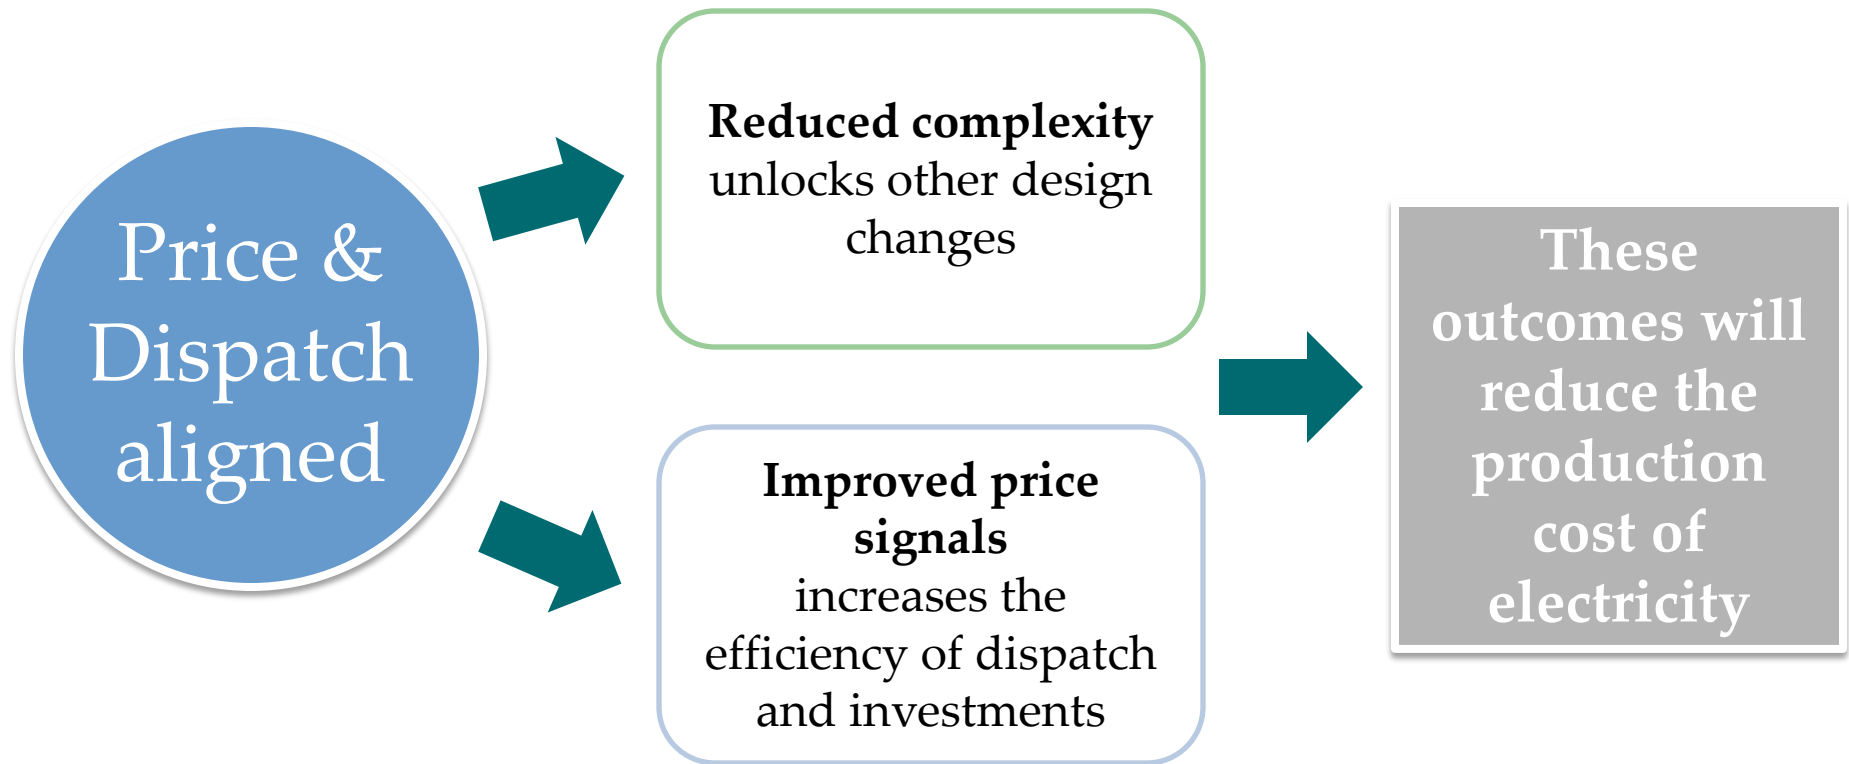 Price &
Dispatch
aligned
Reduced complexity
unlocks other design
changes
Improved price
signals
increases the
efficiency of dispatch
and investments
These
outcomes will
reduce the
production
cost of
electricity